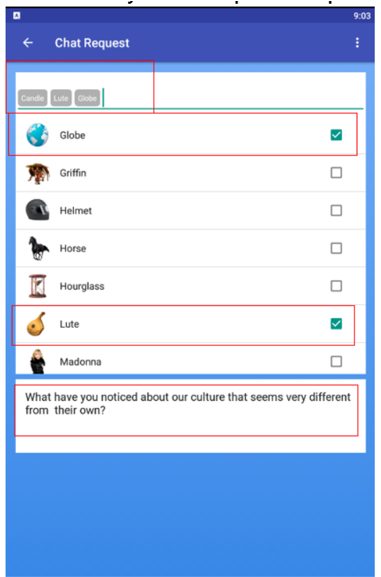 A
9:03
Chat Request
Candle Lute Globe
Globe
Griffin
Helmet
Horse
Hourglass
Lute
Madonna
What have you noticed about our culture that seems very different
from their own?